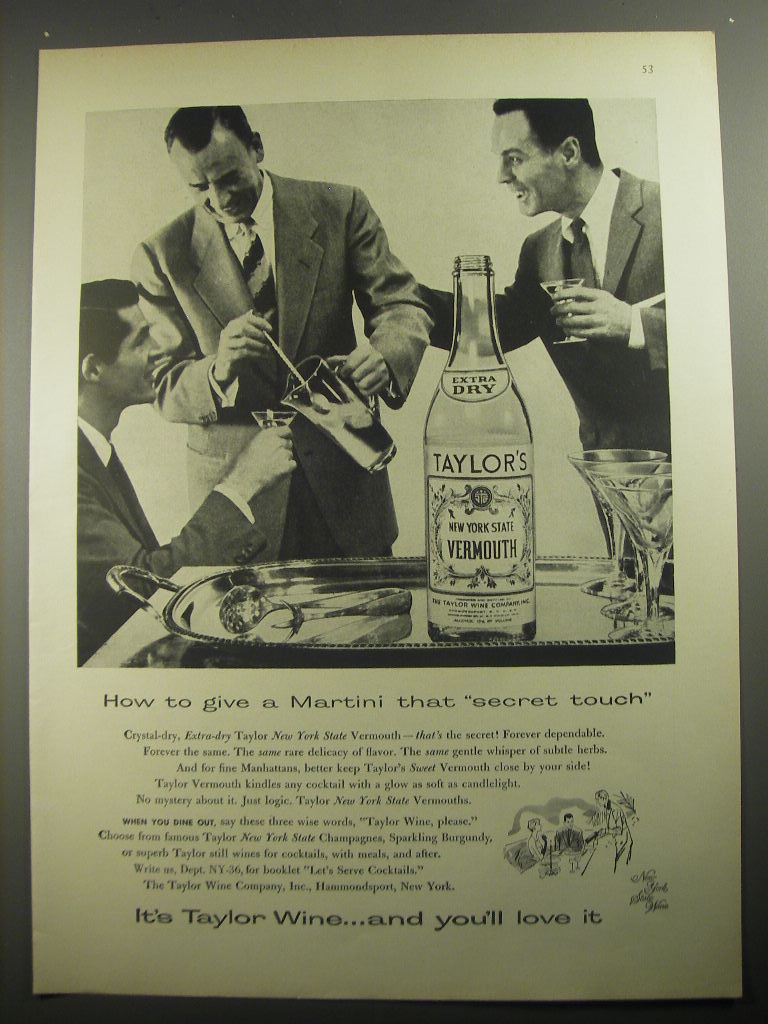 53
EXTRA
DRY
TAYLOR'S
NEW YORK STATE
VERMOUTH
THE TAYLOR WINE COMPANY, INC.
How to give a Martini that "secret touch"
Crystal-dry, Extra-dry Taylor New York State Vermouth—that's the secret! Forever dependable.
Forever the same. The same rare delicacy of flavor. The same gentle whisper of subtle herbs.
And for fine Manhattans, better keep Taylor's Sweet Vermouth close by your side!
Taylor Vermouth kindles any cocktail with a glow as soft as candlelight.
No mystery about it. Just logic. Taylor New York State Vermouths.
WHEN YOU DINE OUT, say these three wise words, "Taylor Wine, please."
Choose from famous Taylor New York State Champagnes, Sparkling Burgundy,
or superb Taylor still wines for cocktails, with meals, and after.
Write us, Dept. NY-36, for booklet "Let's Serve Cocktails."
The Taylor Wine Company, Inc., Hammondsport, New York.
New
York
State
Wine
It's Taylor Wine...and you'll love it